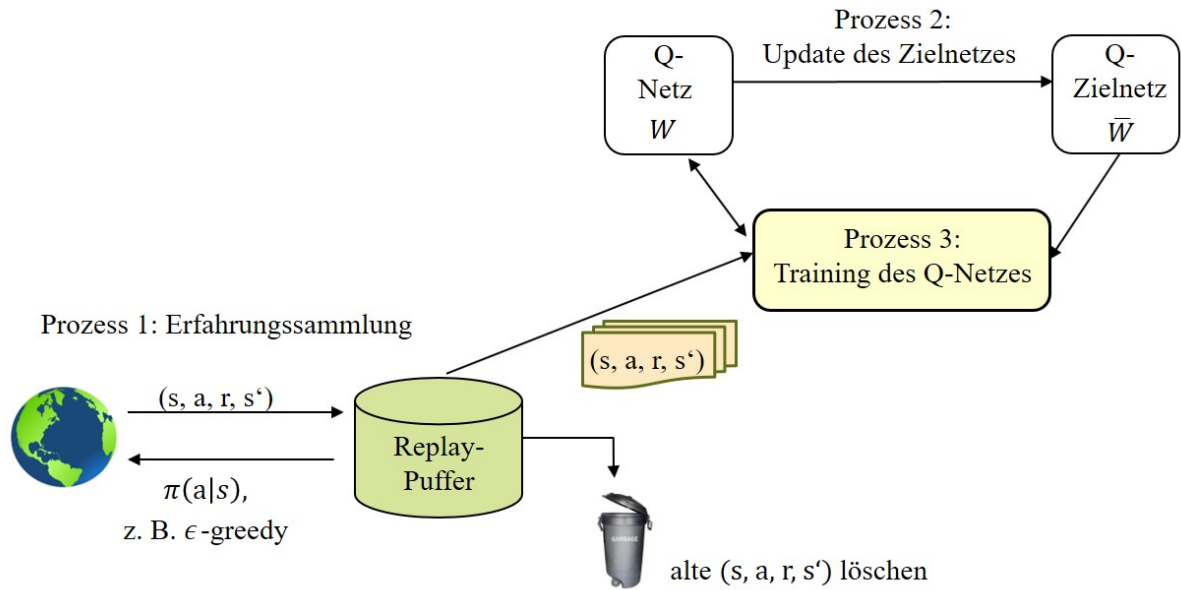 Prozess 2:
Update des Zielnetzes
Q-
Netz
W
Q-
Zielnetz
W̅
Prozess 3:
Training des Q-Netzes
Prozess 1: Erfahrungssammlung
(s, a, r, s‘)
(s, a, r, s‘)
Replay-
Puffer
π(a|s),
z. B. ϵ-greedy
GARBAGE
alte (s, a, r, s‘) löschen